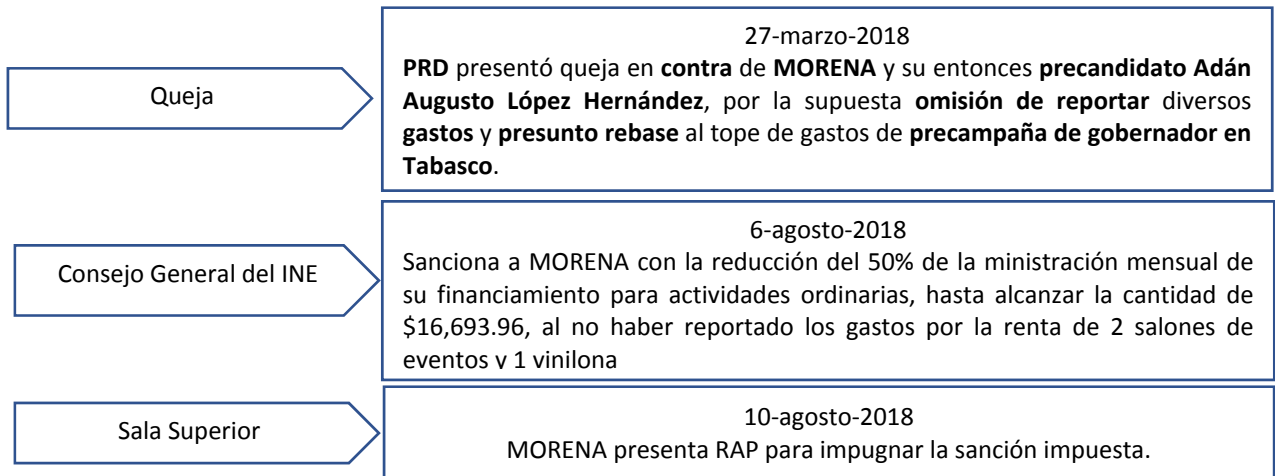 Queja
27-marzo-2018
PRD presentó queja en contra de MORENA y su entonces precandidato Adán
Augusto López Hernández, por la supuesta omisión de reportar diversos
gastos y presunto rebase al tope de gastos de precampaña de gobernador en
Tabasco.
Consejo General del INE
6-agosto-2018
Sanciona a MORENA con la reducción del 50% de la ministración mensual de
su financiamiento para actividades ordinarias, hasta alcanzar la cantidad de
$16,693.96, al no haber reportado los gastos por la renta de 2 salones de
eventos y 1 vinilona
Sala Superior
10-agosto-2018
MORENA presenta RAP para impugnar la sanción impuesta.